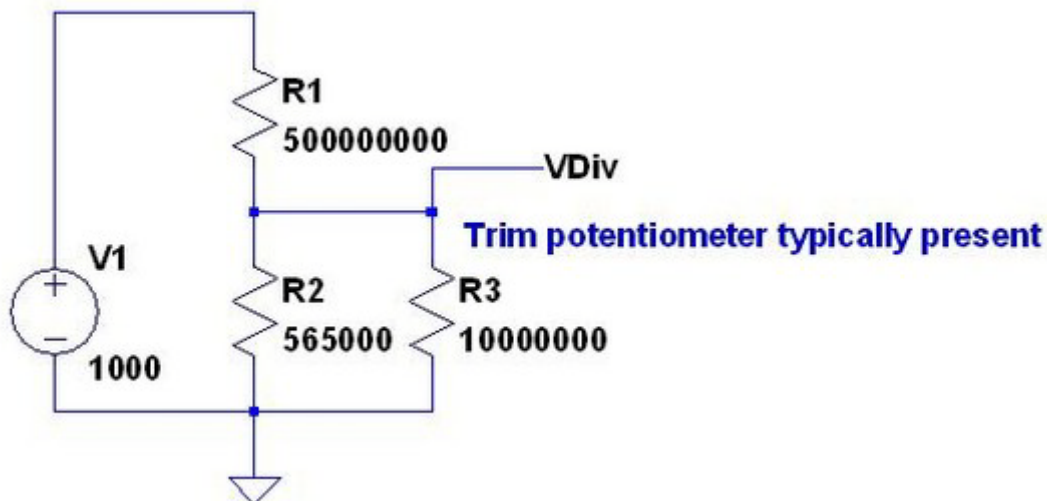 R1
500000000
VDiv
Trim potentiometer typically present
V1
R2
R3
565000
10000000
1000